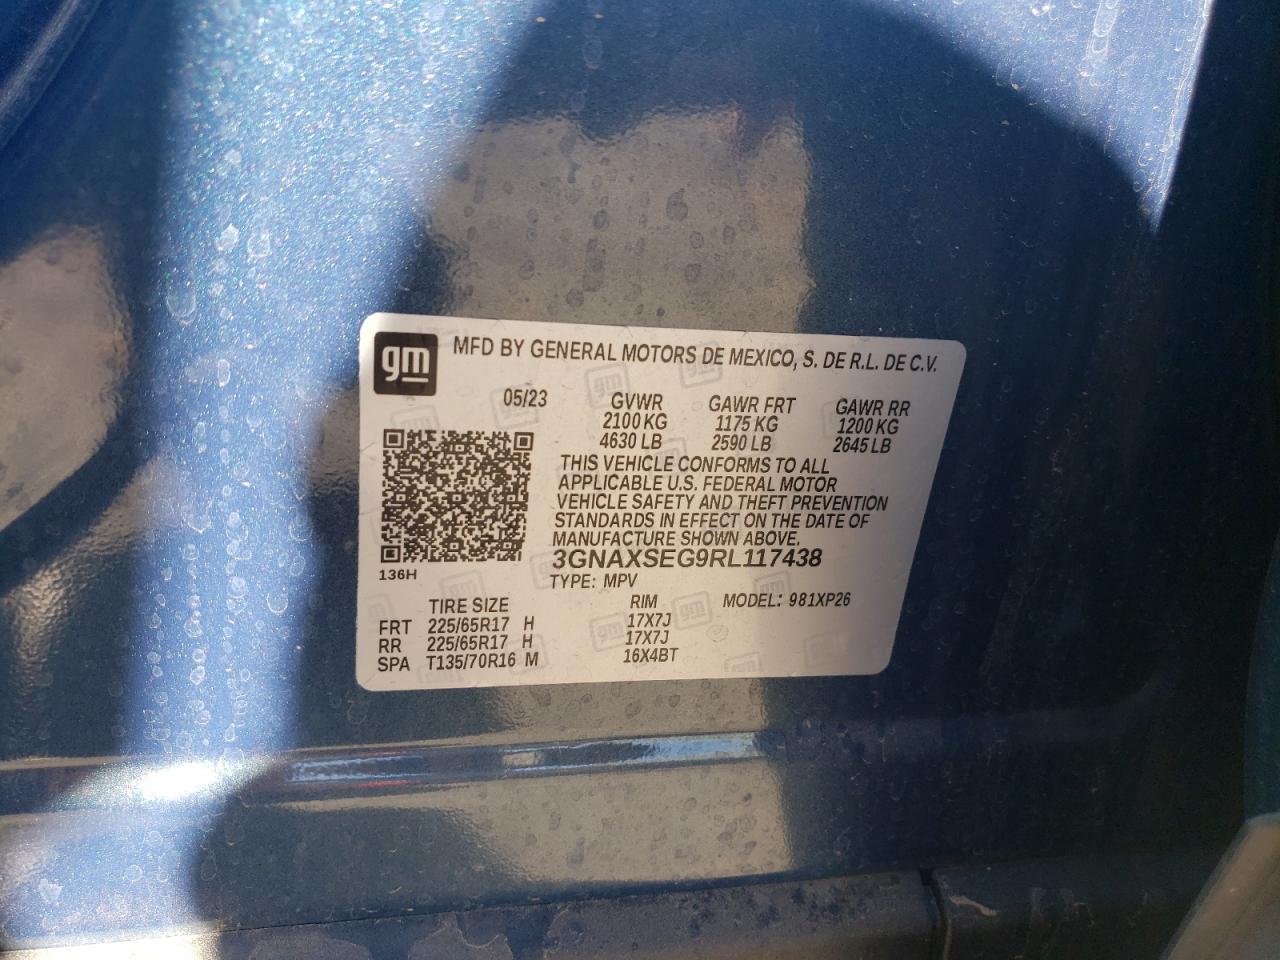 gm MFD BY GENERAL MOTORS DE MEXICO, S. DE R.L. DE C.V.
05/23 GVWR GAWR FRT GAWR RR
2100 KG 1175 KG 1200 KG
4630 LB 2590 LB 2645 LB
THIS VEHICLE CONFORMS TO ALL
APPLICABLE U.S. FEDERAL MOTOR
VEHICLE SAFETY AND THEFT PREVENTION
STANDARDS IN EFFECT ON THE DATE OF
MANUFACTURE SHOWN ABOVE.
3GNAXSEG9RL117438
136H
TYPE: MPV
TIRE SIZE RIM MODEL: 981XP26
FRT 225/65R17 H 17X7J
RR 225/65R17 H 17X7J
SPA T135/70R16 M 16X4BT